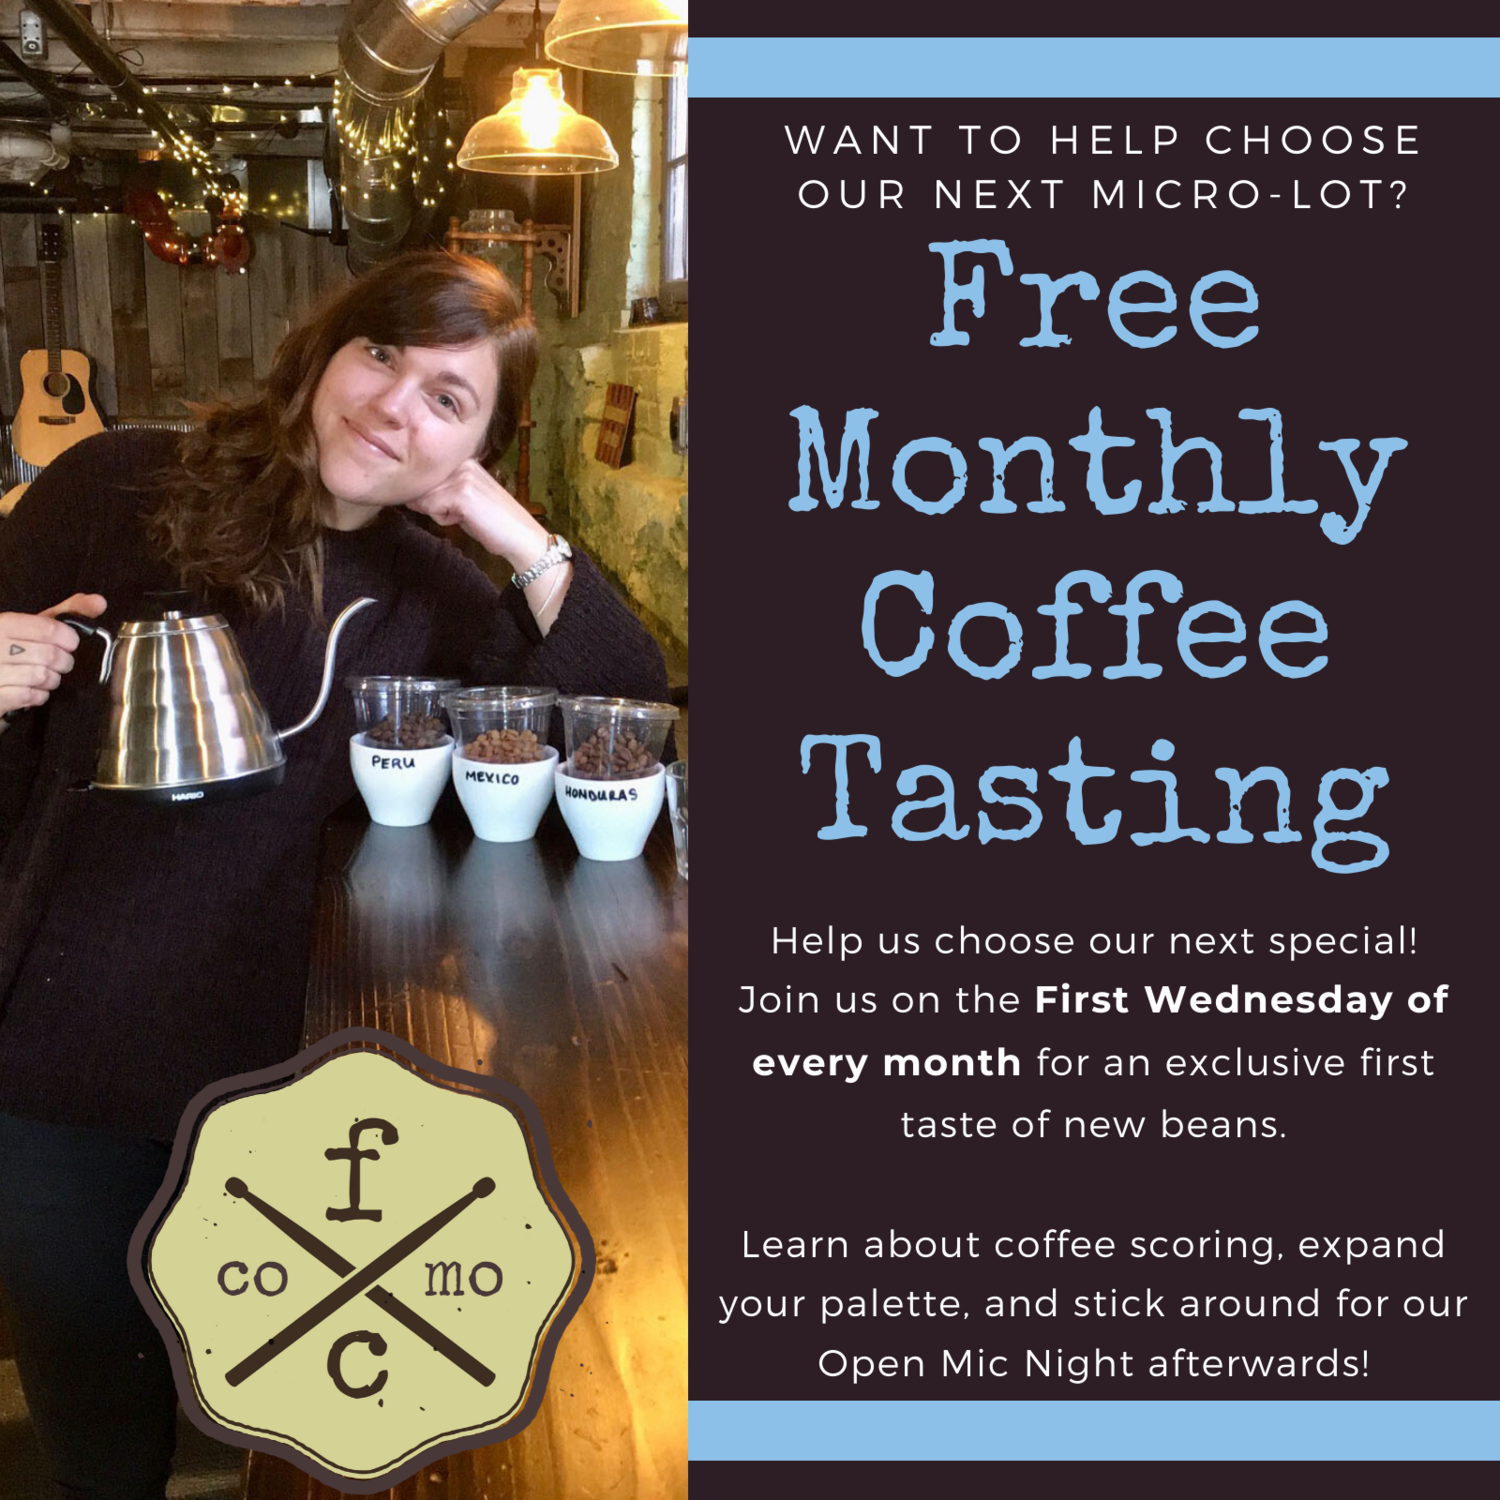 WANT TO HELP CHOOSE
OUR NEXT MICRO-LOT?
Free
Monthly
Coffee
Tasting
Help us choose our next special!
Join us on the First Wednesday of
every month for an exclusive first
taste of new beans.
Learn about coffee scoring, expand
your palette, and stick around for our
Open Mic Night afterwards!
HARIO
PERU
MEXICO
HONDURAS
f
co mo
c